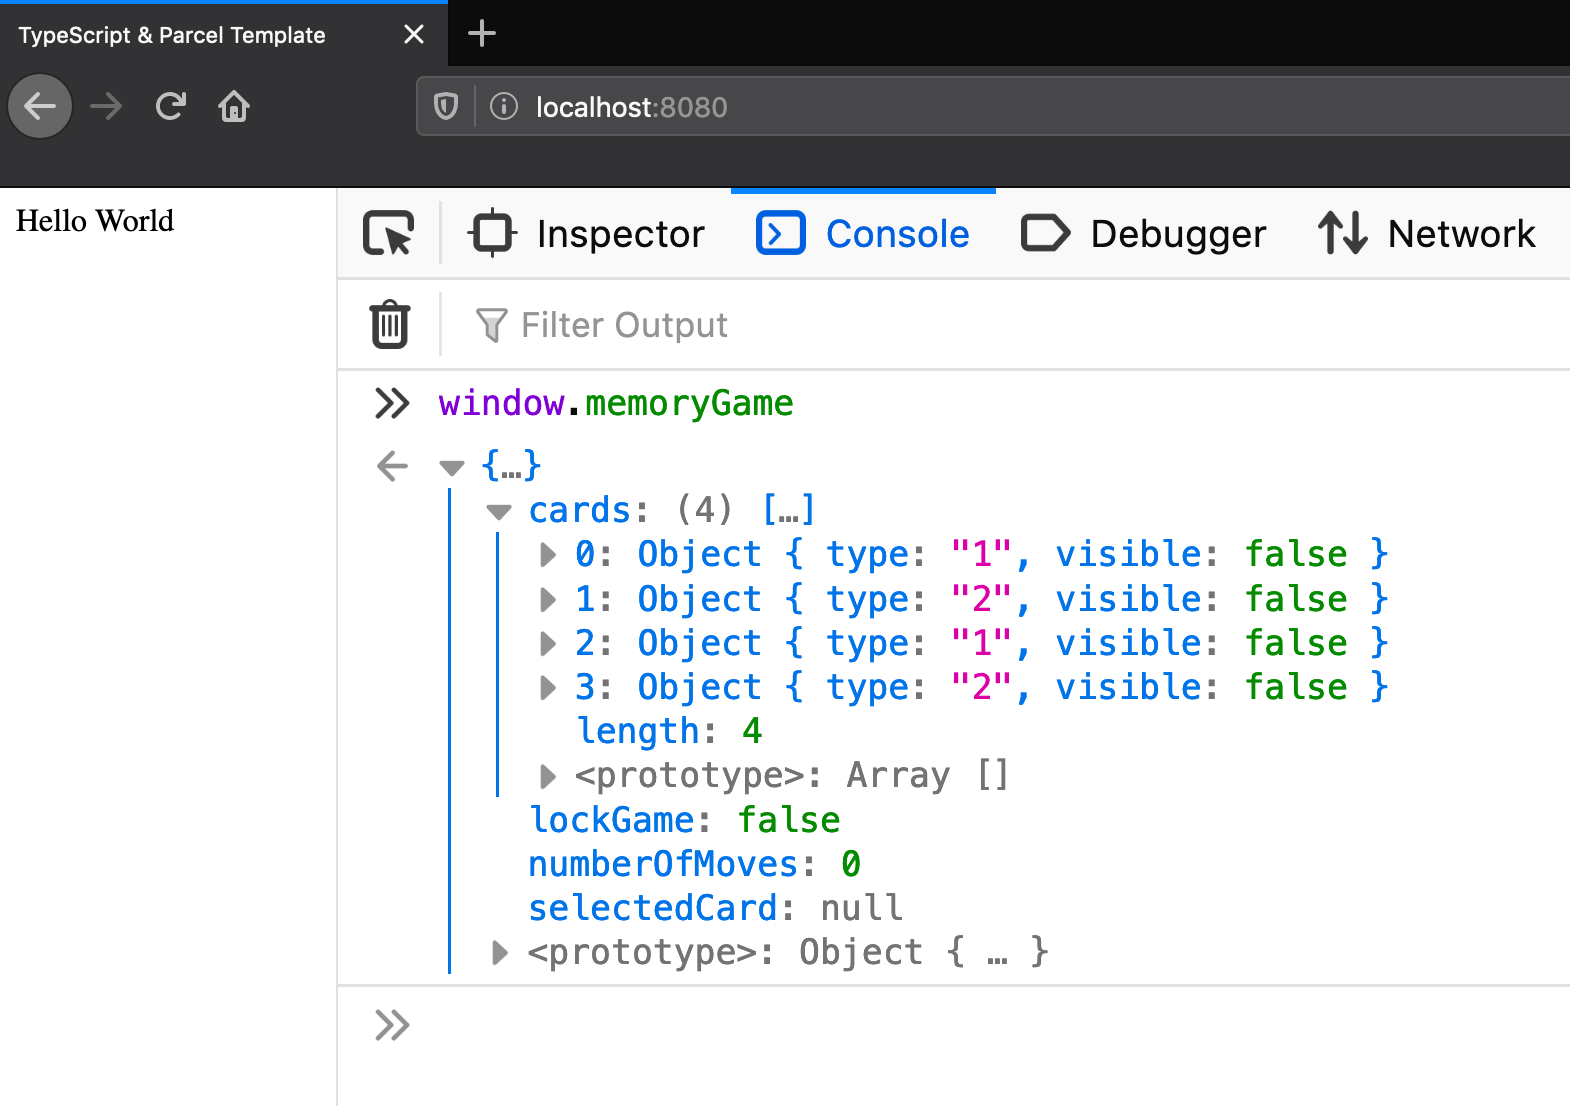 TypeScript & Parcel Template
localhost:8080
Hello World
Inspector Console Debugger Network
Filter Output
window.memoryGame
{…}
cards: (4) […]
0: Object { type: "1", visible: false }
1: Object { type: "2", visible: false }
2: Object { type: "1", visible: false }
3: Object { type: "2", visible: false }
length: 4
<prototype>: Array []
lockGame: false
numberOfMoves: 0
selectedCard: null
<prototype>: Object { … }